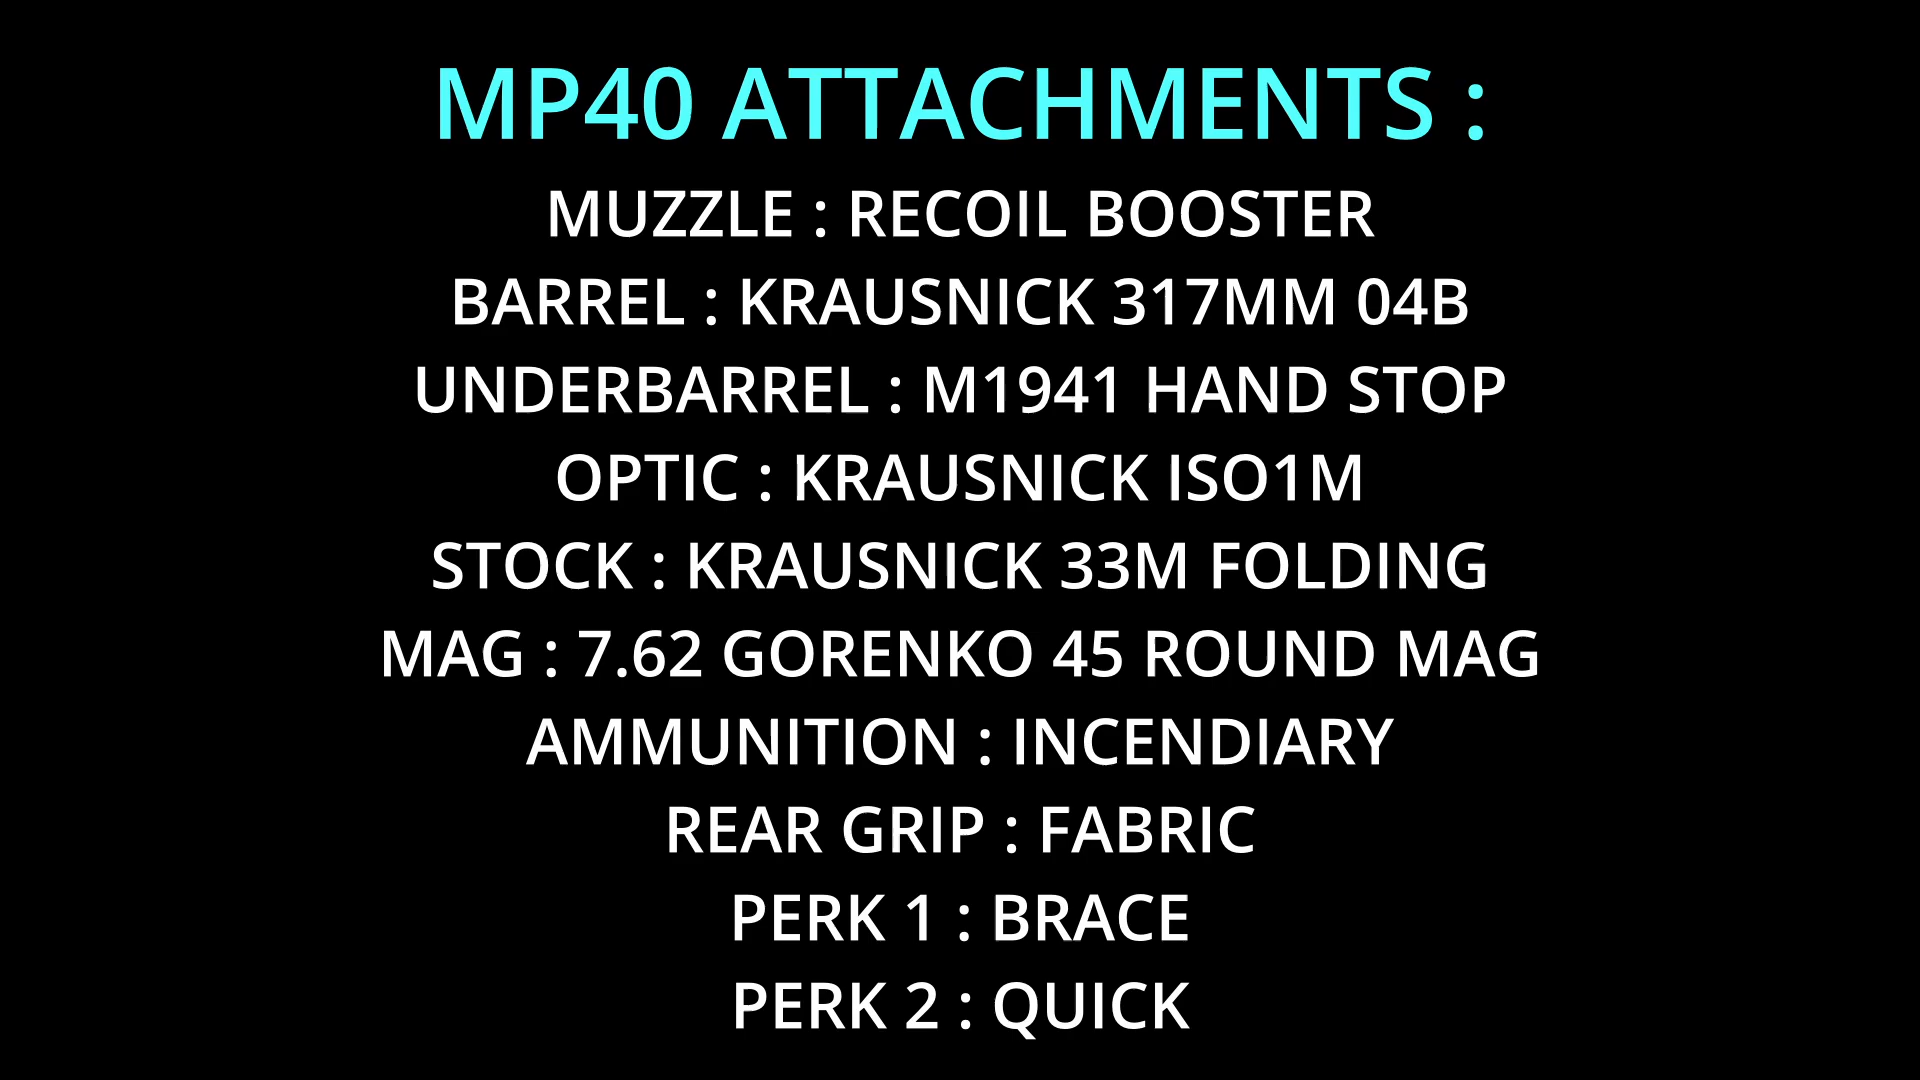 MP40 ATTACHMENTS :
MUZZLE : RECOIL BOOSTER
BARREL : KRAUSNICK 317MM 04B
UNDERBARREL : M1941 HAND STOP
OPTIC : KRAUSNICK ISO1M
STOCK : KRAUSNICK 33M FOLDING
MAG : 7.62 GORENKO 45 ROUND MAG
AMMUNITION : INCENDIARY
REAR GRIP : FABRIC
PERK 1 : BRACE
PERK 2 : QUICK